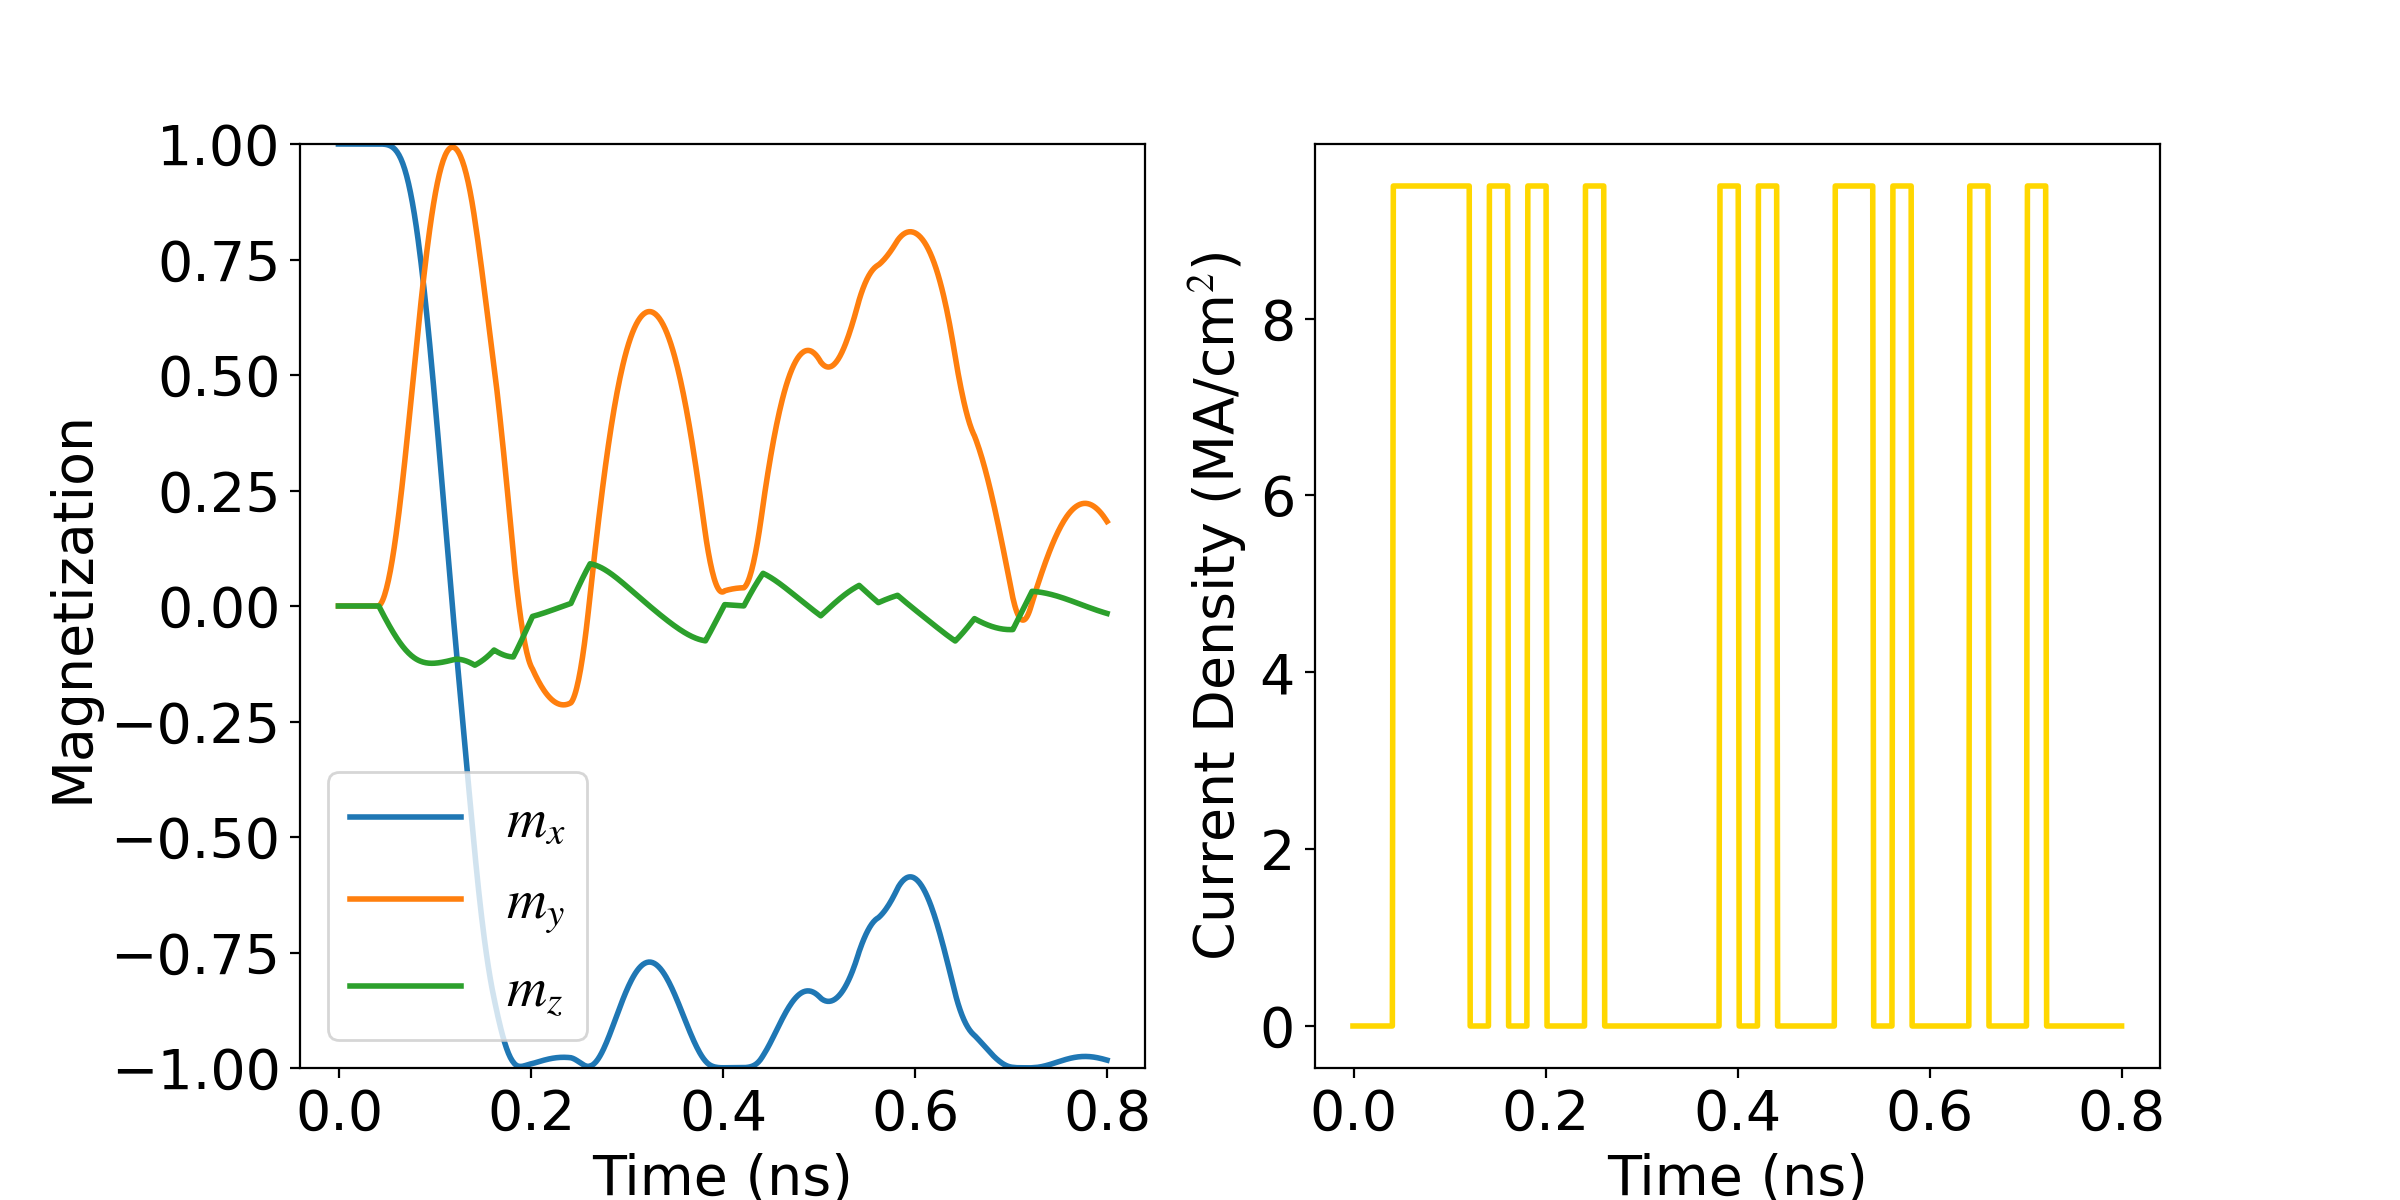 Magnetization
1.00
0.75
0.50
0.25
0.00
−0.25
−0.50
−0.75
−1.00
m_x
m_y
m_z
0.0 0.2 0.4 0.6 0.8
Time (ns)
Current Density (MA/cm²)
8
6
4
2
0
0.0 0.2 0.4 0.6 0.8
Time (ns)